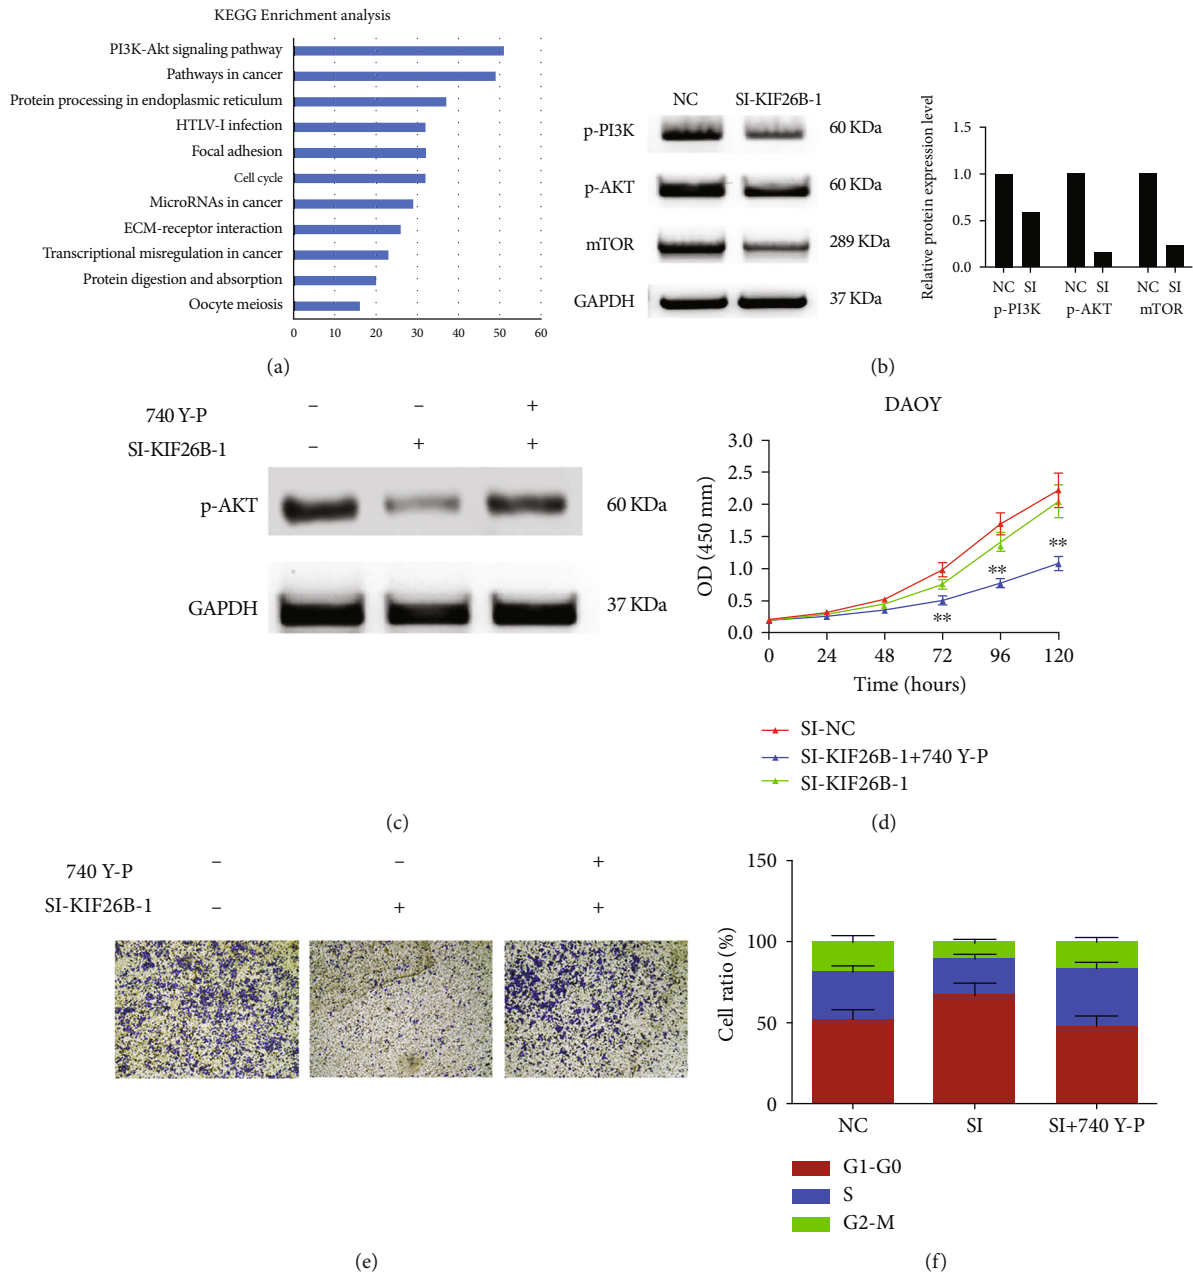 KEGG Enrichment analysis
PI3K-Akt signaling pathway
Pathways in cancer
Protein processing in endoplasmic reticulum
HTLV-I infection
Focal adhesion
Cell cycle
MicroRNAs in cancer
ECM-receptor interaction
Transcriptional misregulation in cancer
Protein digestion and absorption
Oocyte meiosis
0 10 20 30 40 50 60
(a)
NC SI-KIF26B-1
p-PI3K 60 KDa
p-AKT 60 KDa
mTOR 289 KDa
GAPDH 37 KDa
Relative protein expression level
1.5
1.0
0.5
0.0
NC SI NC SI NC SI
p-PI3K p-AKT mTOR
(b)
740 Y-P – – +
SI-KIF26B-1 – + +
p-AKT 60 KDa
GAPDH 37 KDa
(c)
DAOY
OD (450 mm)
3.0
2.5
2.0
1.5
1.0
0.5
0.0
**
**
**
0 24 48 72 96 120
Time (hours)
SI-NC
SI-KIF26B-1+740 Y-P
SI-KIF26B-1
(d)
740 Y-P – – +
SI-KIF26B-1 – + +
(e)
Cell ratio (%)
150
100
50
0
NC SI SI+740 Y-P
G1-G0
S
G2-M
(f)